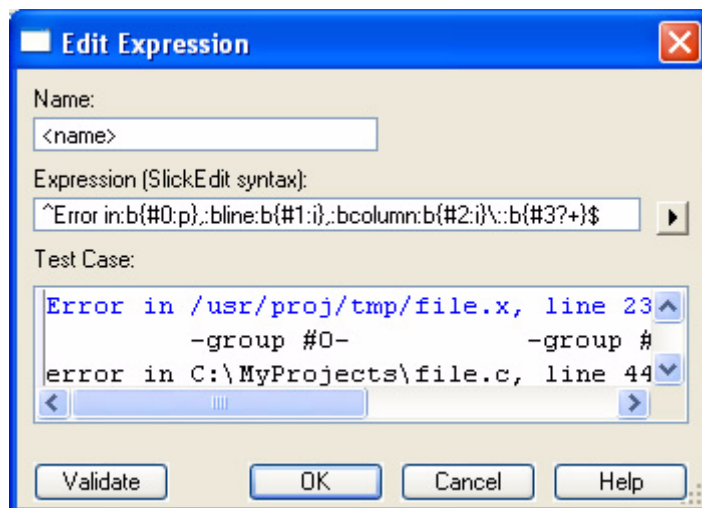 Edit Expression
Name:
<name>
Expression (SlickEdit syntax):
^Error in:b{#0:p},:bline:b{#1:i},:bcolumn:b{#2:i}\::b{#3?+}$
Test Case:
Error in /usr/proj/tmp/file.x, line 23
-group #0- -group #
error in C:\MyProjects\file.c, line 44
Validate OK Cancel Help